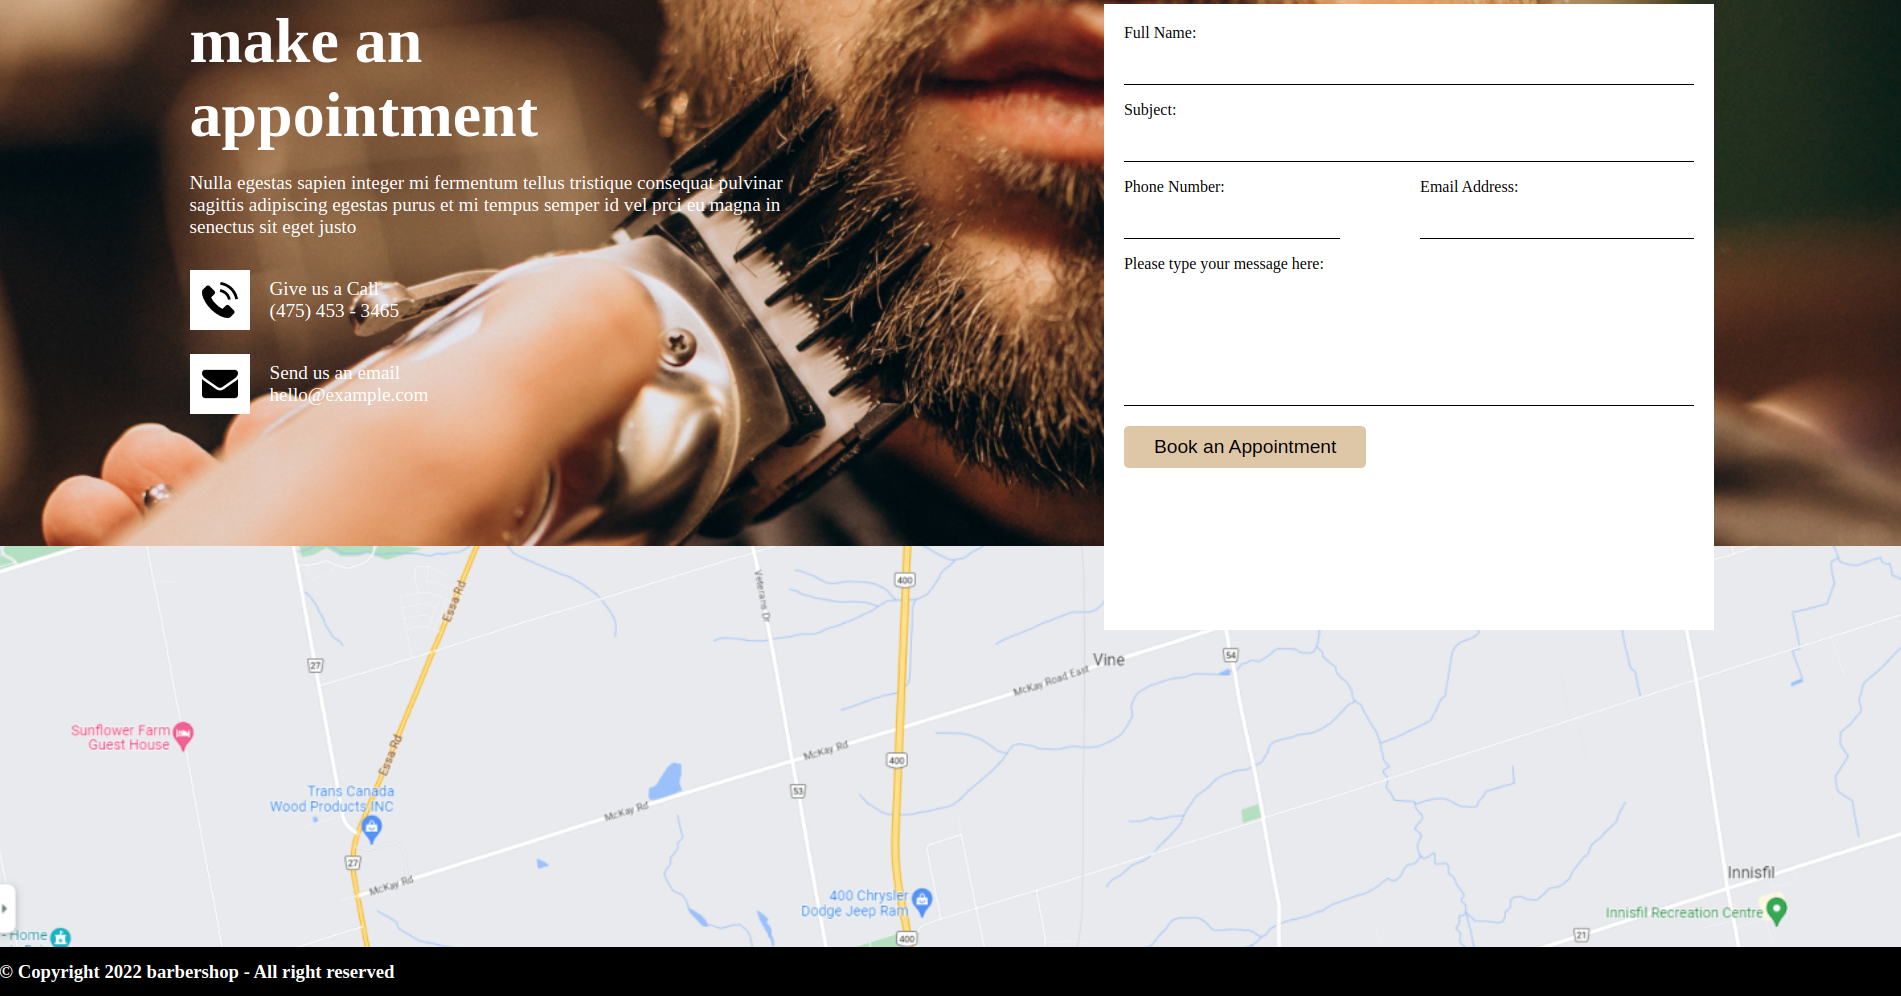 make an
appointment
Nulla egestas sapien integer mi fermentum tellus tristique consequat pulvinar
sagittis adipiscing egestas purus et mi tempus semper id vel prci eu magna in
senectus sit eget justo
Give us a Call
(475) 453 - 3465
Send us an email
hello@example.com
Full Name:
Subject:
Phone Number:
Email Address:
Please type your message here:
Book an Appointment
Essa Rd
Veterans Dr
400
27
Vine
54
McKay Road East
Sunflower Farm
Guest House
Essa Rd
McKay Rd
400
Trans Canada
Wood Products INC
53
McKay Rd
27
McKay Rd
Innisfil
400 Chrysler
Dodge Jeep Ram
Innisfil Recreation Centre
- Home
400
21
© Copyright 2022 barbershop - All right reserved